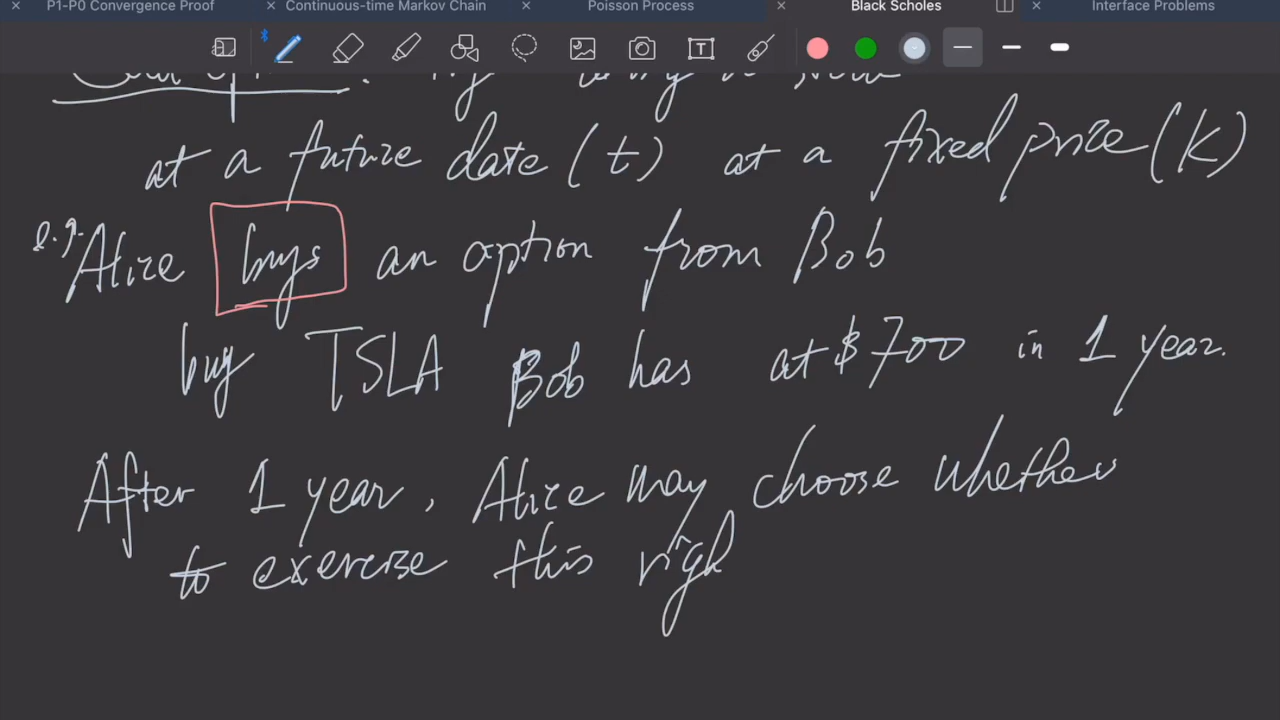 P1-P0 Convergence Proof Continuous-time Markov Chain Poisson Process Black Scholes Interface Problems
T
at a future date (t) at a fixed price (k)
e.g. Alice buys an option from Bob
buy TSLA Bob has at $700 in 1 year.
After 1 year, Alice may choose whether
to exercise this righ